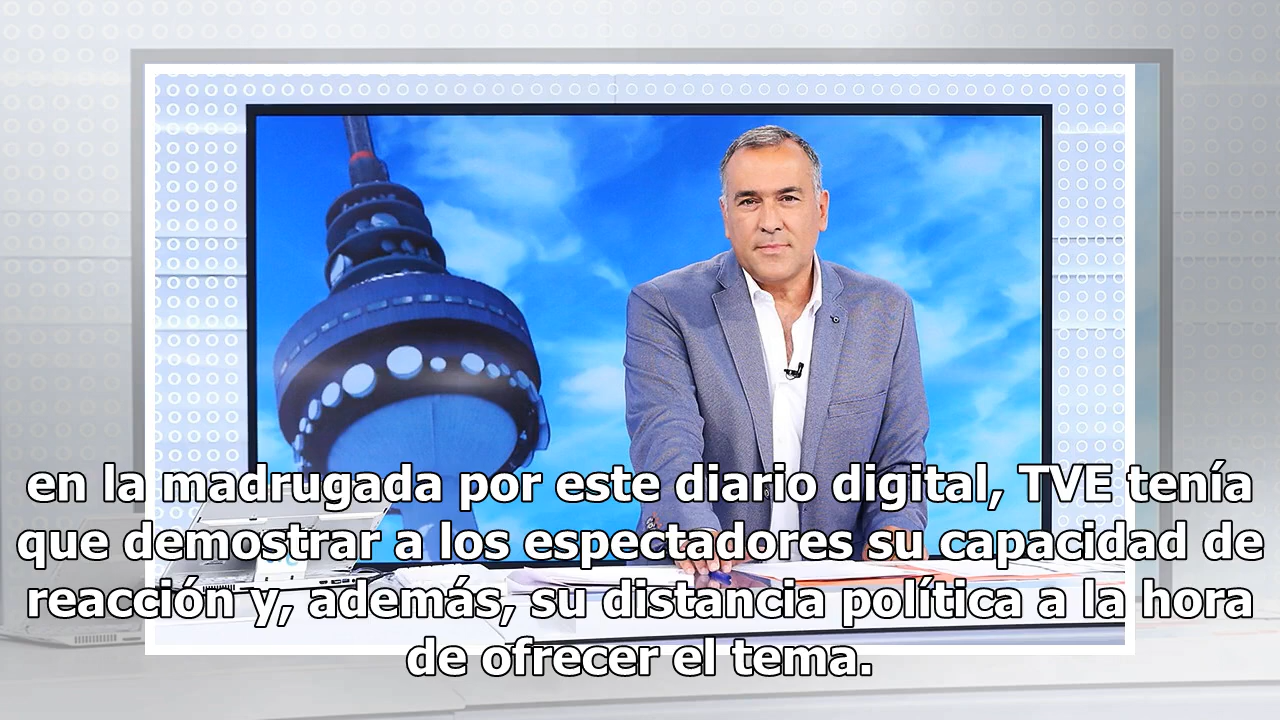 en la madrugada por este diario digital, TVE tenía
que demostrar a los espectadores su capacidad de
reacción y, además, su distancia política a la hora
de ofrecer el tema.